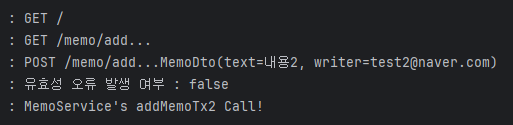 : GET /
: GET /memo/add...
: POST /memo/add...MemoDto(text=내용2, writer=test2@naver.com)
: 유효성 오류 발생 여부 : false
: MemoService's addMemoTx2 Call!